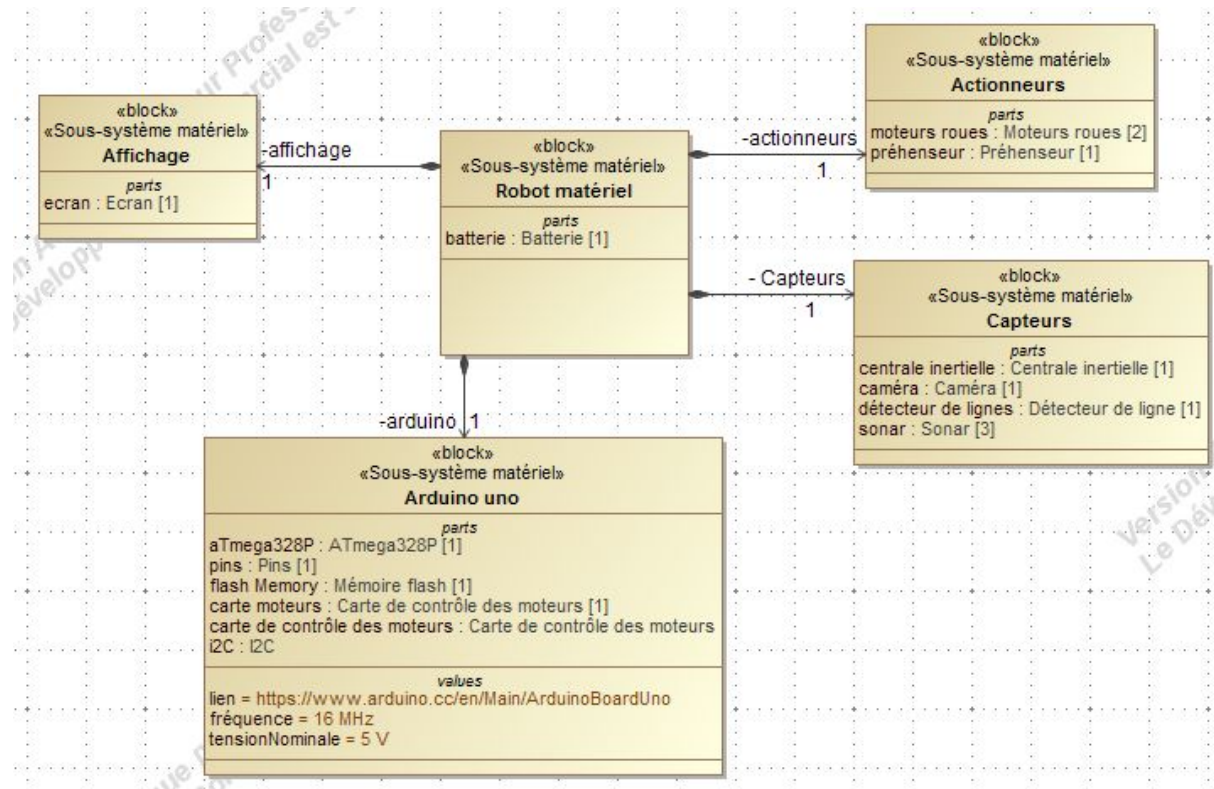 «block»
«Sous-système matériel»
Affichage
parts
ecran : Ecran [1]
-affichage
1
«block»
«Sous-système matériel»
Robot matériel
parts
batterie : Batterie [1]
-actionneurs
1
«block»
«Sous-système matériel»
Actionneurs
parts
moteurs roues : Moteurs roues [2]
préhenseur : Préhenseur [1]
- Capteurs
1
«block»
«Sous-système matériel»
Capteurs
parts
centrale inertielle : Centrale inertielle [1]
caméra : Caméra [1]
détecteur de lignes : Détecteur de ligne [1]
sonar : Sonar [3]
-arduino
1
«block»
«Sous-système matériel»
Arduino uno
parts
aTmega328P : ATmega328P [1]
pins : Pins [1]
flash Memory : Mémoire flash [1]
carte moteurs : Carte de contrôle des moteurs [1]
carte de contrôle des moteurs : Carte de contrôle des moteurs
i2C : I2C
values
lien = https://www.arduino.cc/en/Main/ArduinoBoardUno
fréquence = 16 MHz
tensionNominale = 5 V
Version